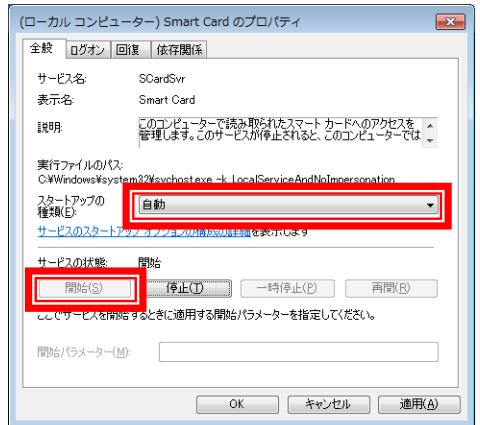 (ローカル コンピューター) Smart Card のプロパティ
全般 ログオン 回復 依存関係
サービス名: SCardSvr
表示名: Smart Card
説明: このコンピューターで読み取られたスマート カードへのアクセスを
管理します。このサービスが停止されると、このコンピューターでは
実行ファイルのパス:
C:¥Windows¥system32¥svchost.exe -k LocalServiceAndNoImpersonation
スタートアップの
種類(E): 自動
サービスのスタートアップ オプションの構成の詳細を表示します
サービスの状態: 開始
開始(S) 停止(T) 一時停止(P) 再開(R)
ここでサービスを開始するときに適用する開始パラメーターを指定してください。
開始パラメーター(M):
OK キャンセル 適用(A)